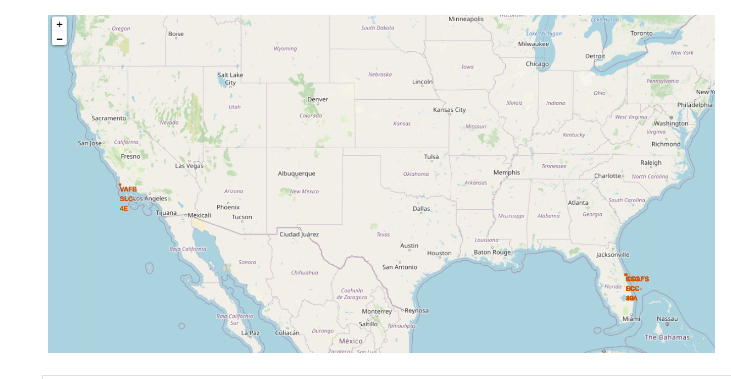 +
−
Oregon
Boise
Wyoming
South Dakota
Minneapolis
Wisconsin
Milwaukee
Chicago
Detroit
Toronto
New York
Salt Lake
City
Nebraska
Iowa
Lincoln
Illinois
Indiana
Ohio
Pennsylvania
New Y
Philadelphia
Denver
Colorado
Utah
Nevada
Kansas City
Kansas
Missouri
West Virginia
Washington
Virginia
Richmond
Kentucky
Sacramento
San Jose
California
Fresno
Las Vegas
VAFB
SLC-
4E
Los Angeles
Tijuana
Mexicali
Arizona
Phoenix
Tucson
Albuquerque
New Mexico
Oklahoma
Tulsa
Arkansas
Memphis
Tennessee
Charlotte
Raleigh
North Carolina
South Carolina
Atlanta
Georgia
Alabama
Mississippi
Dallas
Texas
Ciudad Juárez
Austin
Houston
San Antonio
Louisiana
Baton Rouge
Jacksonville
Florida
Miami
Nassau
The Bahamas
Baja California
Sonora
Chihuahua
Coahuila
de Zaragoza
Monterrey
Saltillo
Reynosa
Tamaulipas
Baja California
Sur
La Paz
Culiacán
Durango
México
Zacatecas
San Luis